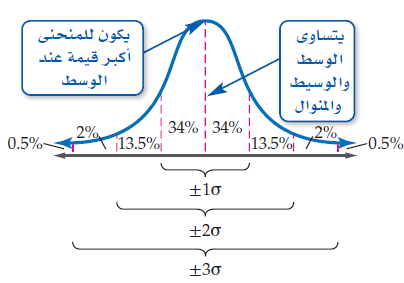 يكون للمنحنى
أكبر قيمة عند
الوسط
يتساوى
الوسط
والوسيط
والمنوال
0.5% 2% 13.5% 34% 34% 13.5% 2% 0.5%
±1σ
±2σ
±3σ